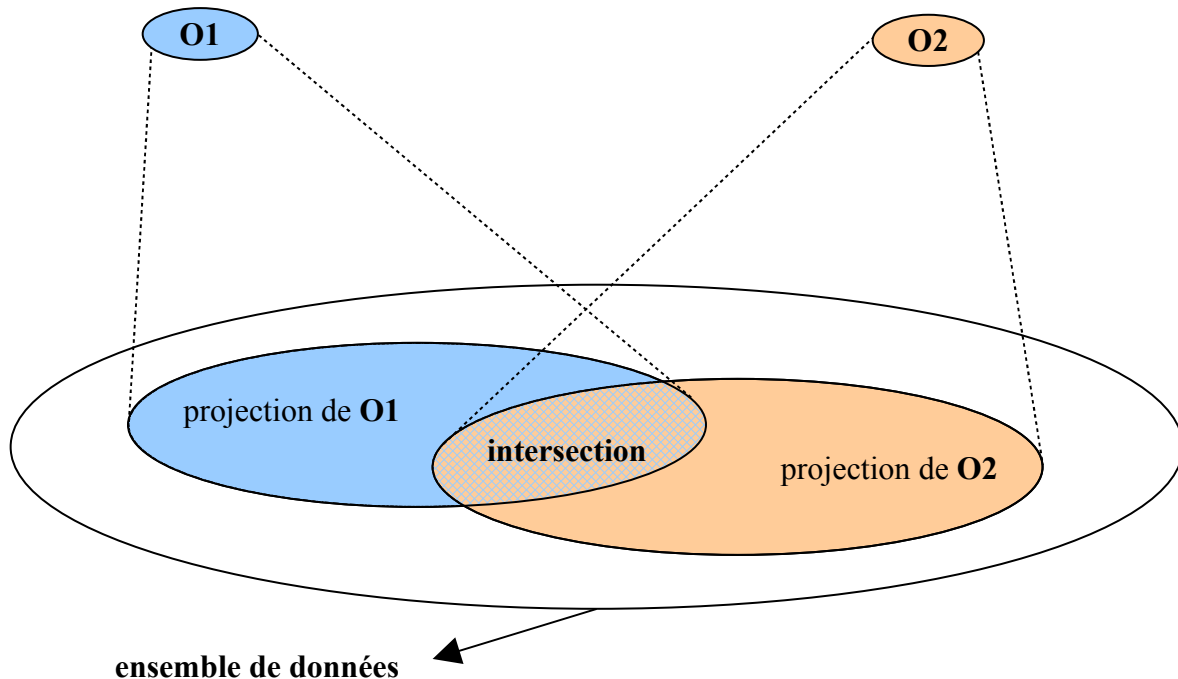 O1
O2
projection de O1
intersection
projection de O2
ensemble de données